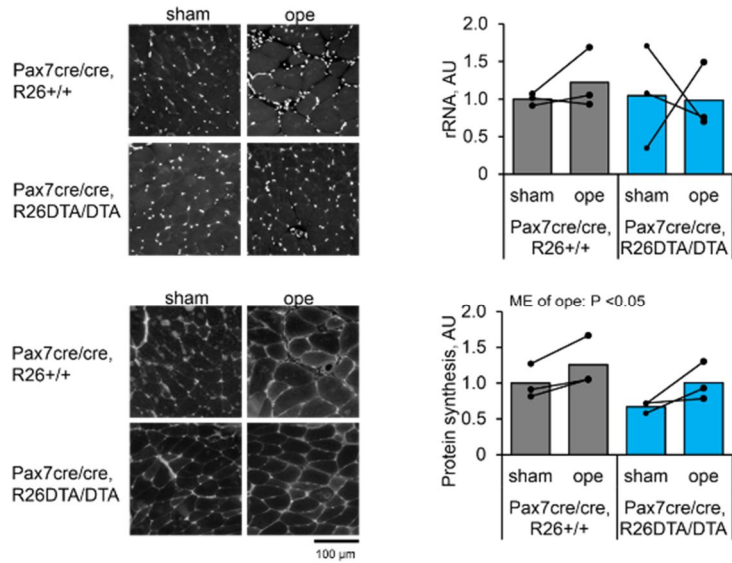 sham ope
Pax7cre/cre,
R26+/+
Pax7cre/cre,
R26DTA/DTA
rRNA, AU
2.0
1.5
1.0
0.5
0
sham ope sham ope
Pax7cre/cre, Pax7cre/cre,
R26+/+ R26DTA/DTA
sham ope
Pax7cre/cre,
R26+/+
Pax7cre/cre,
R26DTA/DTA
100 µm
ME of ope: P <0.05
Protein synthesis, AU
2.0
1.5
1.0
0.5
0
sham ope sham ope
Pax7cre/cre, Pax7cre/cre,
R26+/+ R26DTA/DTA